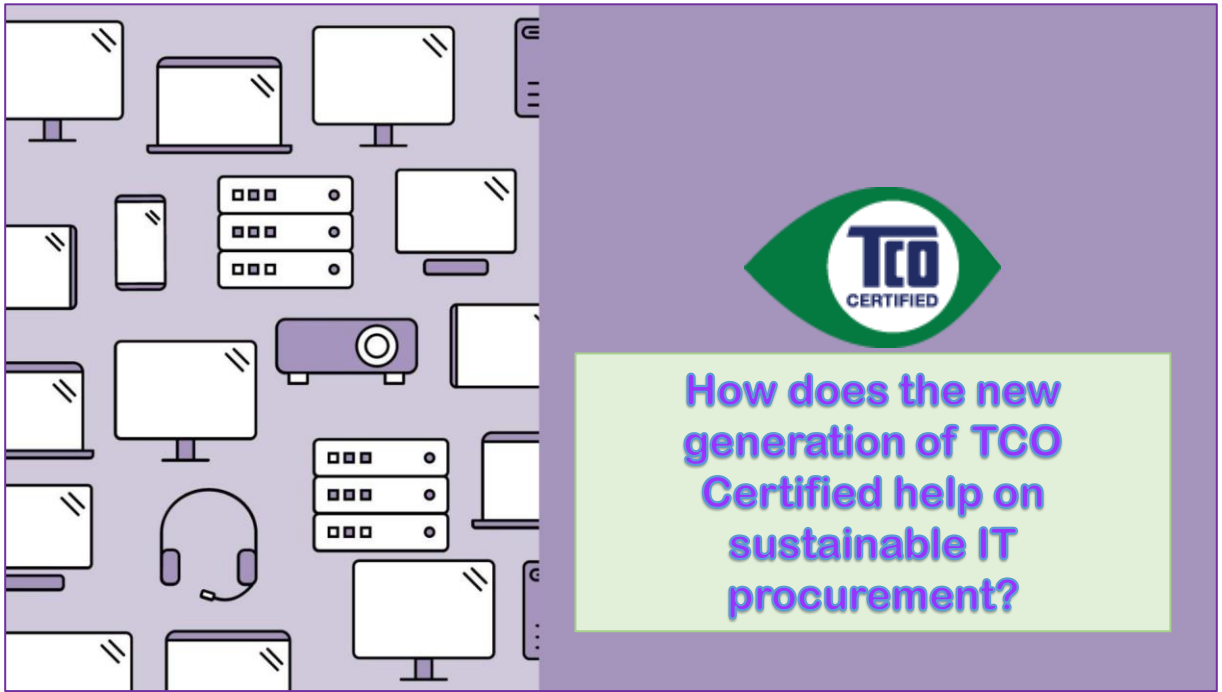 TCO
CERTIFIED
How does the new
generation of TCO
Certified help on
sustainable IT
procurement?